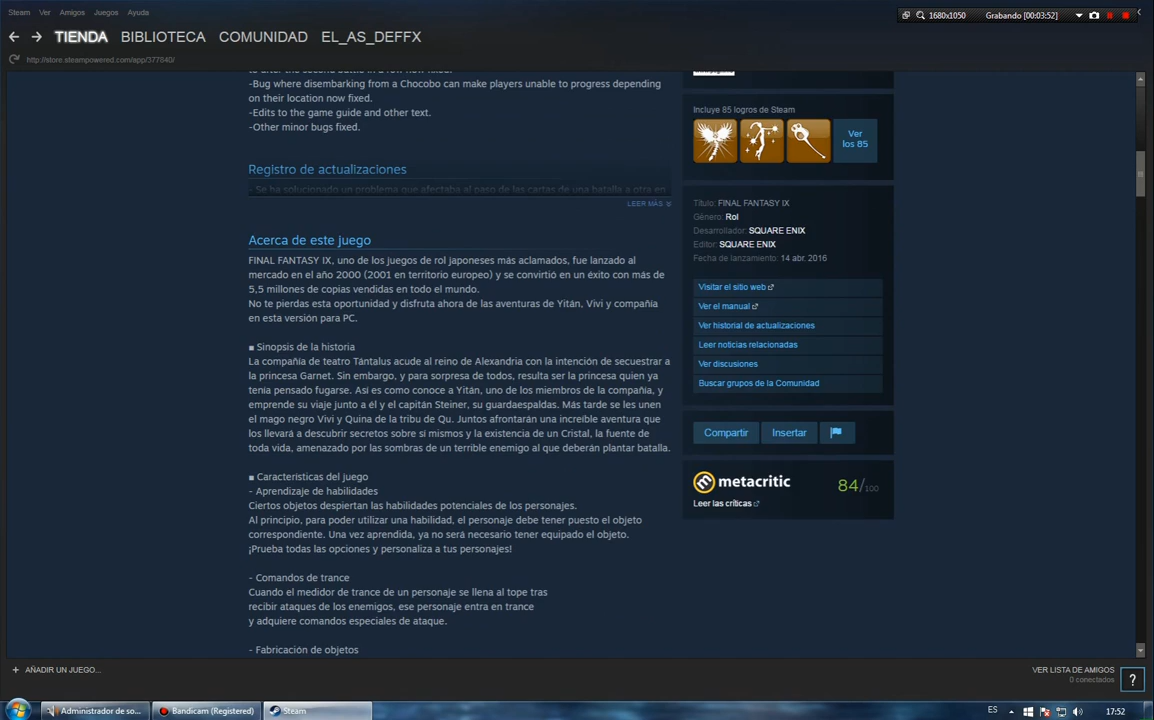 Steam Ver Amigos Juegos Ayuda
1680x1050 Grabando [00:03:52]
TIENDA BIBLIOTECA COMUNIDAD EL_AS_DEFFX
http://store.steampowered.com/app/377840/
-Bug where disembarking from a Chocobo can make players unable to progress depending
on their location now fixed.
-Edits to the game guide and other text.
-Other minor bugs fixed.
Registro de actualizaciones
- Se ha solucionado un problema que afectaba al paso de las cartas de una batalla a otra en
LEER MÁS
Acerca de este juego
FINAL FANTASY IX, uno de los juegos de rol japoneses más aclamados, fue lanzado al
mercado en el año 2000 (2001 en territorio europeo) y se convirtió en un éxito con más de
5,5 millones de copias vendidas en todo el mundo.
No te pierdas esta oportunidad y disfruta ahora de las aventuras de Yitán, Vivi y compañía
en esta versión para PC.
■ Sinopsis de la historia
La compañía de teatro Tántalus acude al reino de Alexandria con la intención de secuestrar a
la princesa Garnet. Sin embargo, y para sorpresa de todos, resulta ser la princesa quien ya
tenía pensado fugarse. Así es como conoce a Yitán, uno de los miembros de la compañía, y
emprende su viaje junto a él y el capitán Steiner, su guardaespaldas. Más tarde se les unen
el mago negro Vivi y Quina de la tribu de Qu. Juntos afrontarán una increíble aventura que
los llevará a descubrir secretos sobre sí mismos y la existencia de un Cristal, la fuente de
toda vida, amenazado por las sombras de un terrible enemigo al que deberán plantar batalla.
■ Características del juego
- Aprendizaje de habilidades
Ciertos objetos despiertan las habilidades potenciales de los personajes.
Al principio, para poder utilizar una habilidad, el personaje debe tener puesto el objeto
correspondiente. Una vez aprendida, ya no será necesario tener equipado el objeto.
¡Prueba todas las opciones y personaliza a tus personajes!
- Comandos de trance
Cuando el medidor de trance de un personaje se llena al tope tras
recibir ataques de los enemigos, ese personaje entra en trance
y adquiere comandos especiales de ataque.
- Fabricación de objetos
Incluye 85 logros de Steam
Ver
los 85
Título: FINAL FANTASY IX
Género: Rol
Desarrollador: SQUARE ENIX
Editor: SQUARE ENIX
Fecha de lanzamiento: 14 abr. 2016
Visitar el sitio web
Ver el manual
Ver historial de actualizaciones
Leer noticias relacionadas
Ver discusiones
Buscar grupos de la Comunidad
Compartir Insertar
metacritic 84/100
Leer las críticas
+ AÑADIR UN JUEGO...
VER LISTA DE AMIGOS
0 conectados
?
Administrador de so... Bandicam (Registered) Steam ES 17:52